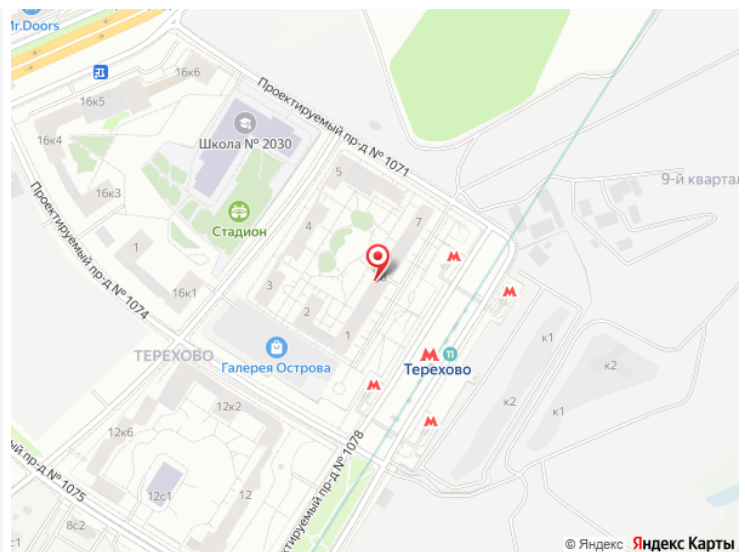 Mr.Doors
16к6
16к5
Проектируемый пр-д № 1071
16к4
Школа № 2030
9-й квартал
5
16к3
7
Стадион
4
1
Проектируемый пр-д № 1074
3
16к1
2
к1
1
ТЕРЕХОВО
Галерея Острова
11
Терехово
к2
к2
к1
12к2
12к6
Проектируемый пр-д № 1078
12с1
12
ый пр-д № 1075
8с2
с1
© Яндекс Яндекс Карты